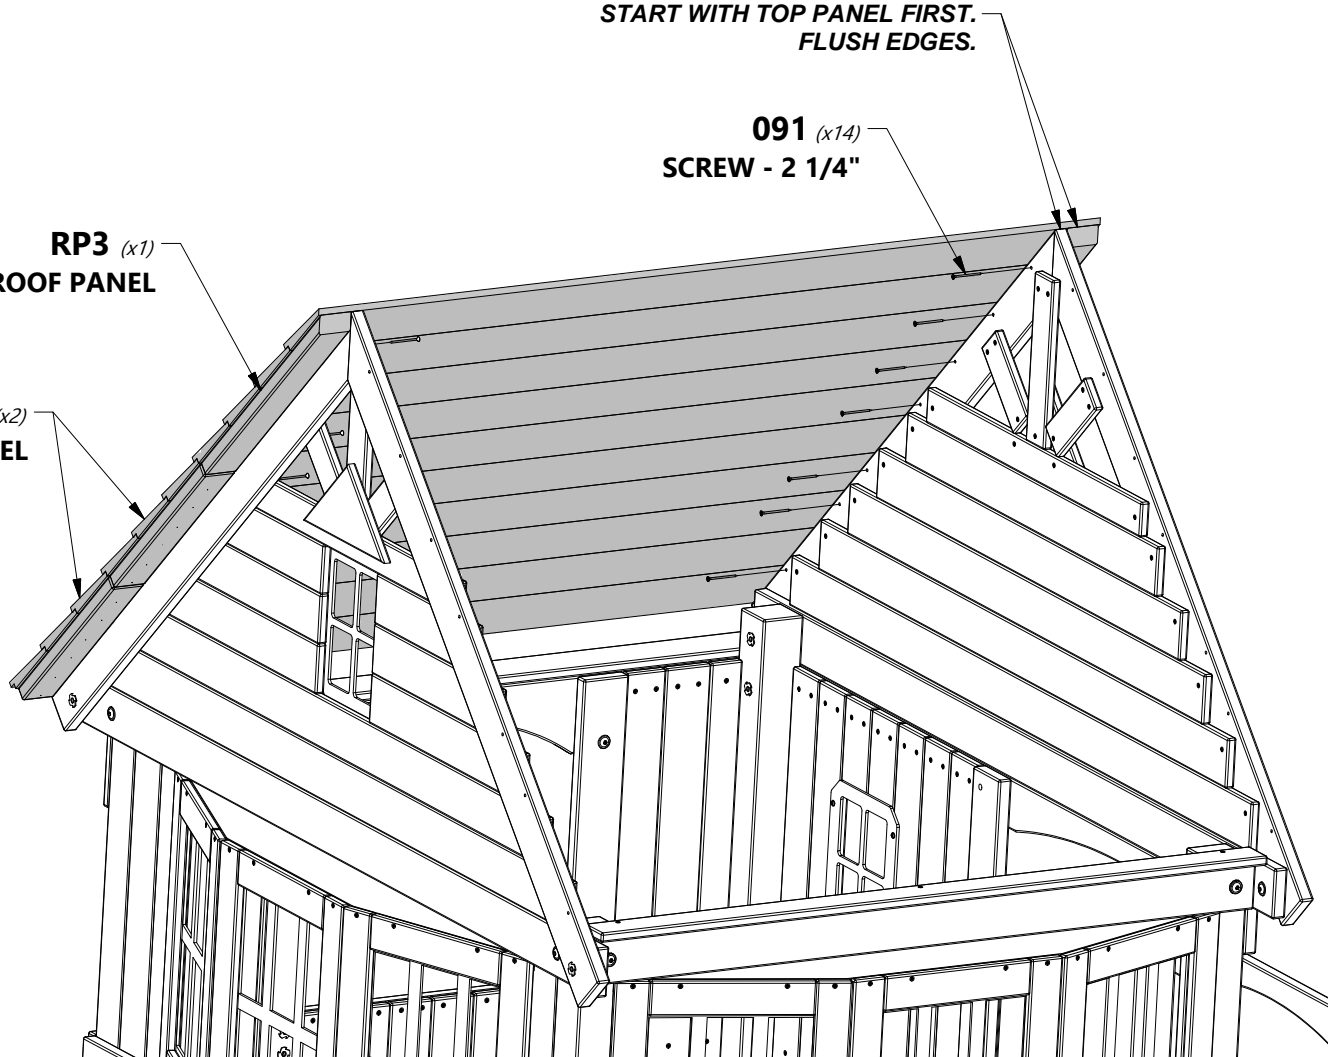 START WITH TOP PANEL FIRST.
FLUSH EDGES.
091 (x14)
SCREW - 2 1/4"
RP3 (x1)
ROOF PANEL
(x2)
EL